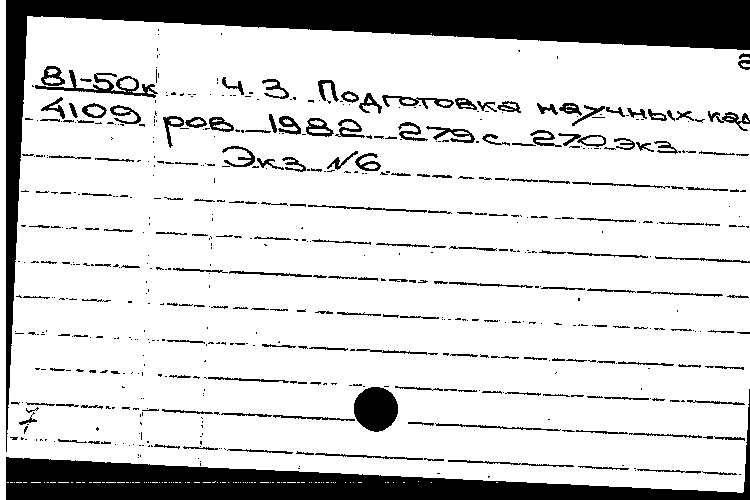 81-50к Ч. 3. Подготовка научных кад
4109 ров 1982 279 с 270 экз
Экз №6
7